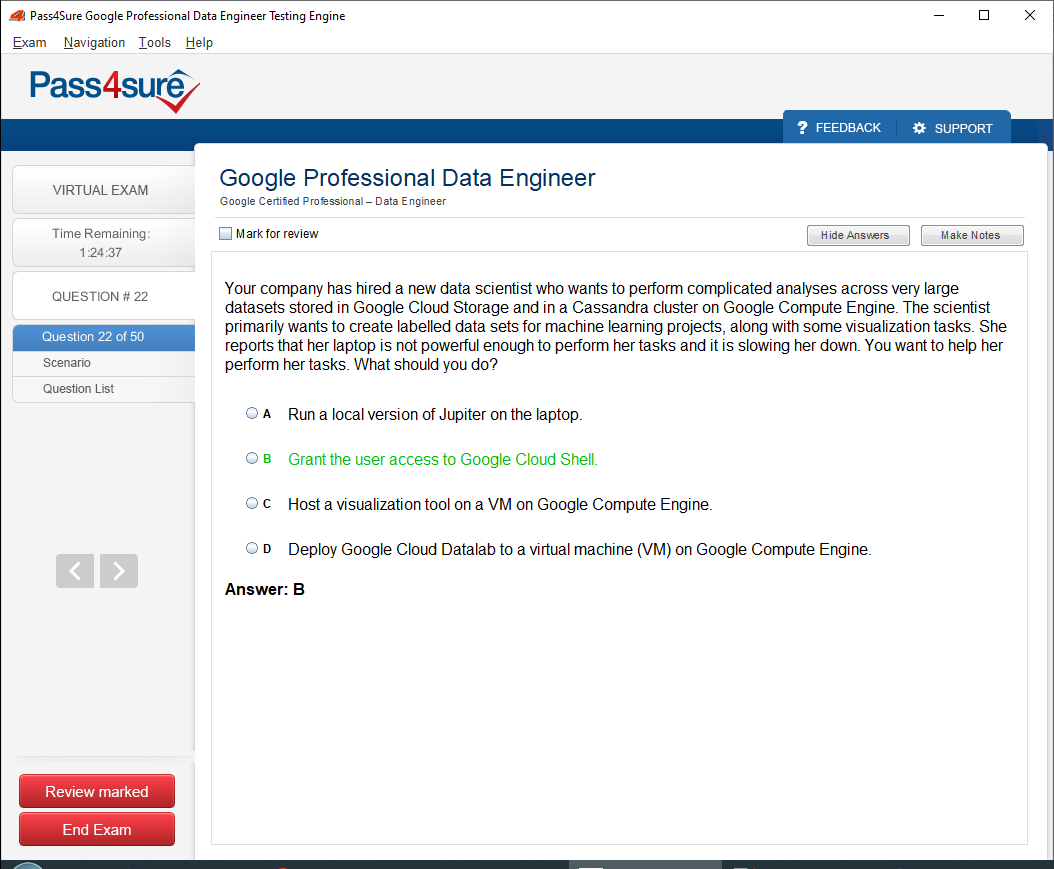 Pass4Sure Google Professional Data Engineer Testing Engine
Exam Navigation Tools Help
Pass4sure
? FEEDBACK SUPPORT
VIRTUAL EXAM
Time Remaining:
1:24:37
QUESTION # 22
Question 22 of 50
Scenario
Question List
Google Professional Data Engineer
Google Certified Professional – Data Engineer
Mark for review
Hide Answers
Make Notes
Your company has hired a new data scientist who wants to perform complicated analyses across very large
datasets stored in Google Cloud Storage and in a Cassandra cluster on Google Compute Engine. The scientist
primarily wants to create labelled data sets for machine learning projects, along with some visualization tasks. She
reports that her laptop is not powerful enough to perform her tasks and it is slowing her down. You want to help her
perform her tasks. What should you do?
A Run a local version of Jupiter on the laptop.
B Grant the user access to Google Cloud Shell.
C Host a visualization tool on a VM on Google Compute Engine.
D Deploy Google Cloud Datalab to a virtual machine (VM) on Google Compute Engine.
Answer: B
Review marked
End Exam